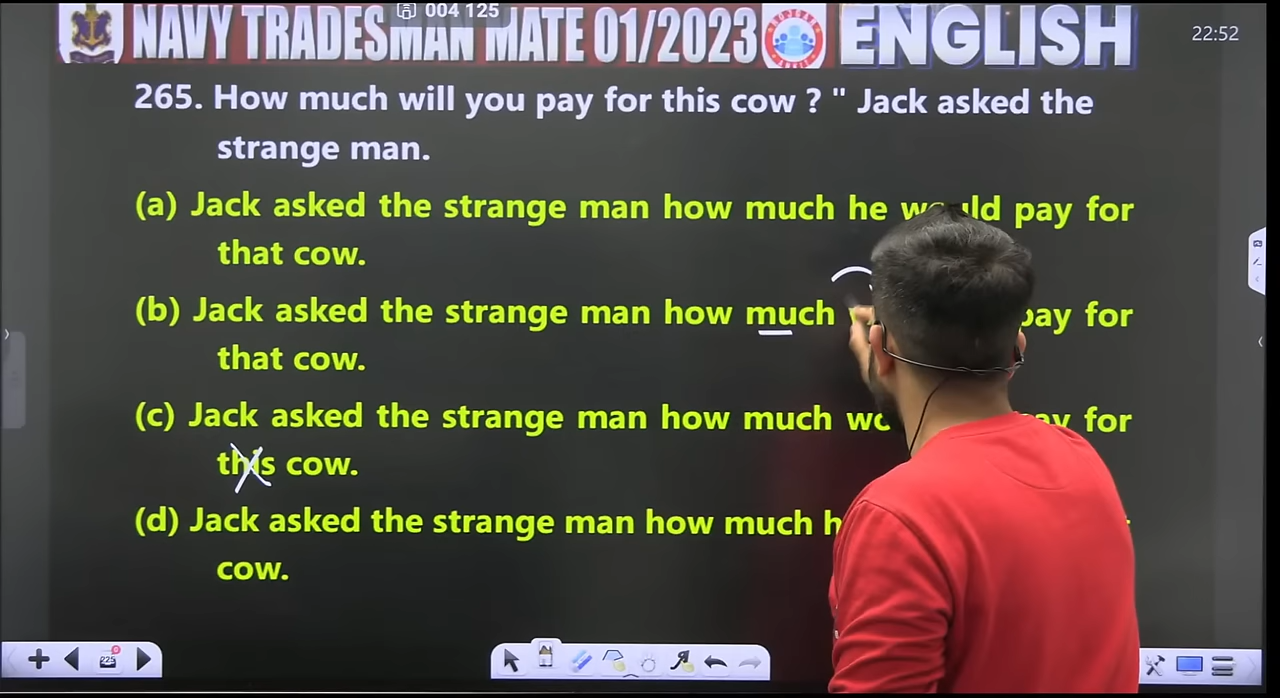 004 125
NAVY TRADESMAN MATE 01/2023 ENGLISH
22:52
265. How much will you pay for this cow ? " Jack asked the
strange man.
(a) Jack asked the strange man how much he would pay for
that cow.
(b) Jack asked the strange man how much pay for
that cow.
(c) Jack asked the strange man how much pay for
this cow.
(d) Jack asked the strange man how much
cow.
225